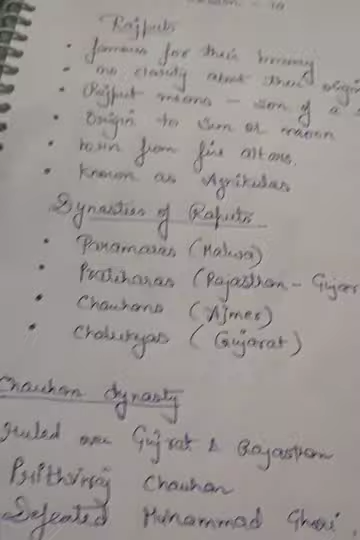 Rajputs
• famous for their bravery
• no clarity about their origin
• Rajput means - son of a
• Origin to sun or moon
• born from fire altars.
• Known as Agnikulas
Dynasties of Raputs
• Paramaras (Malwa)
• Pratiharas (Rajasthan - Gujar
• Chauhans (Ajmer)
• Chalukyas (Gujarat)
Chauhan dynasty
ruled over Gujrat & Rajasthan
Prithviraj Chauhan
Defeated Muhammad Ghori.